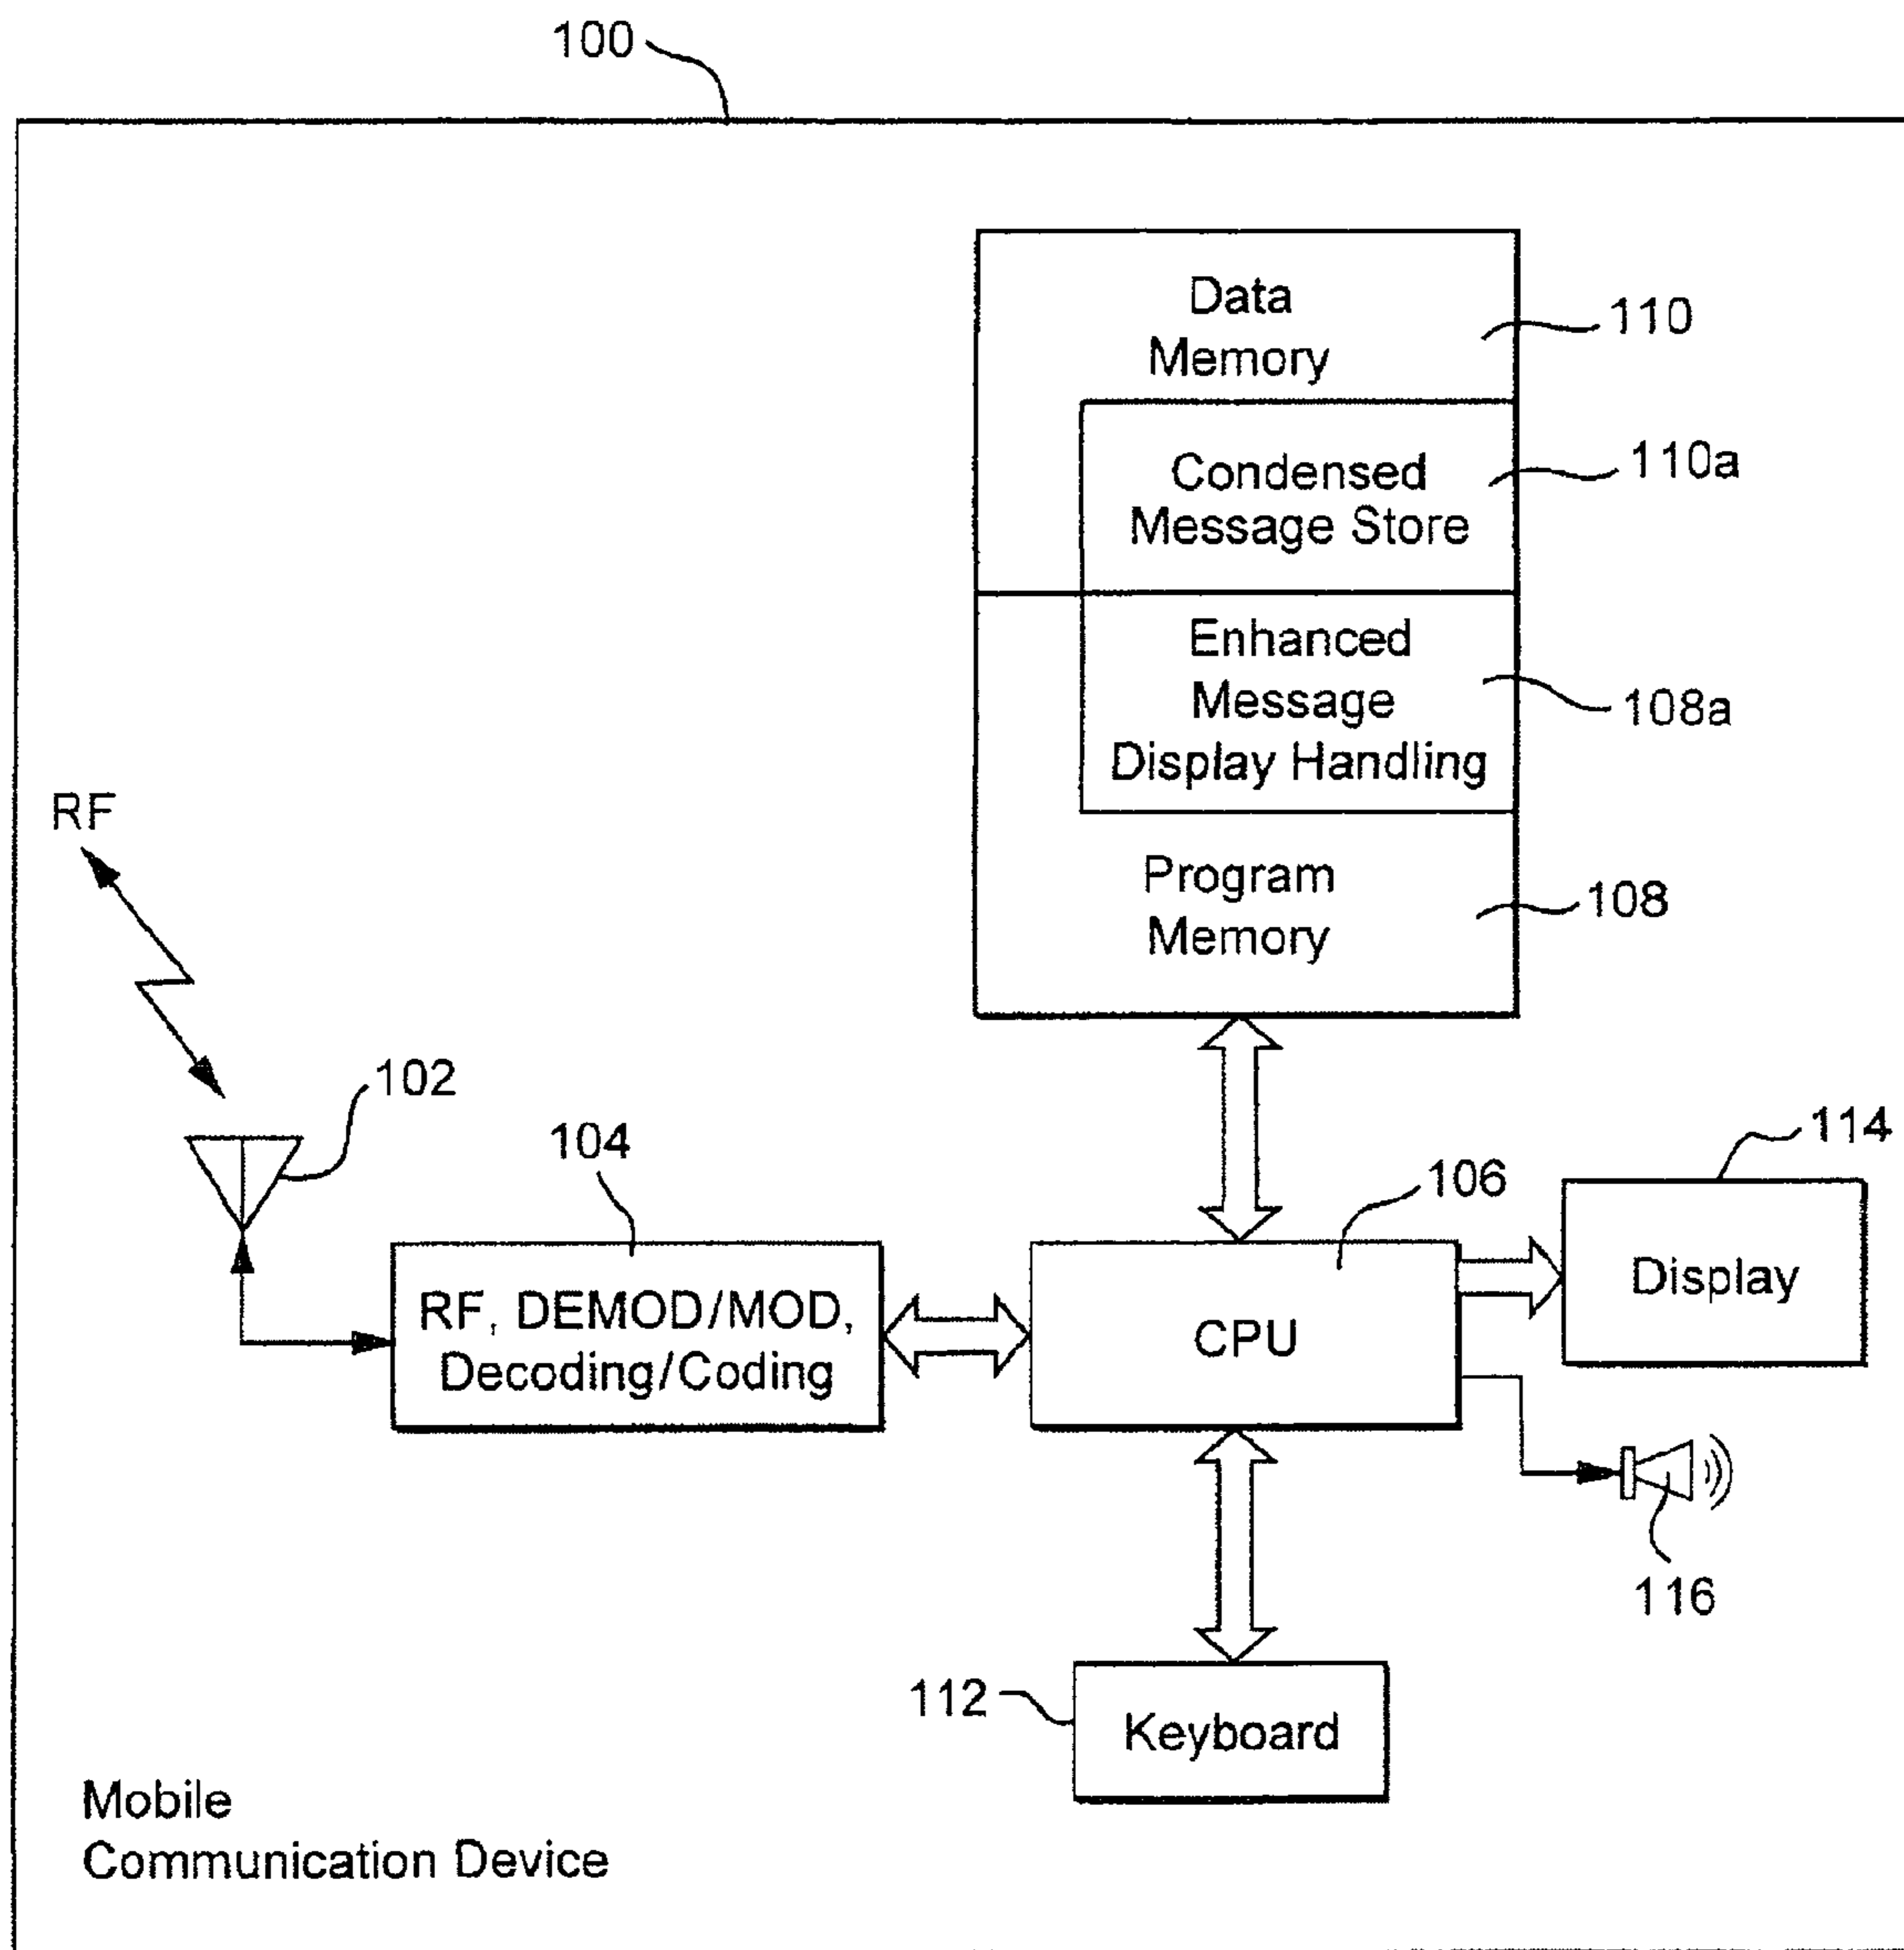 100
Data
Memory
110
Condensed
Message Store
110a
Enhanced
Message
Display Handling
108a
Program
Memory
108
RF
102
104
RF, DEMOD/MOD,
Decoding/Coding
106
CPU
114
Display
116
112
Keyboard
Mobile
Communication Device